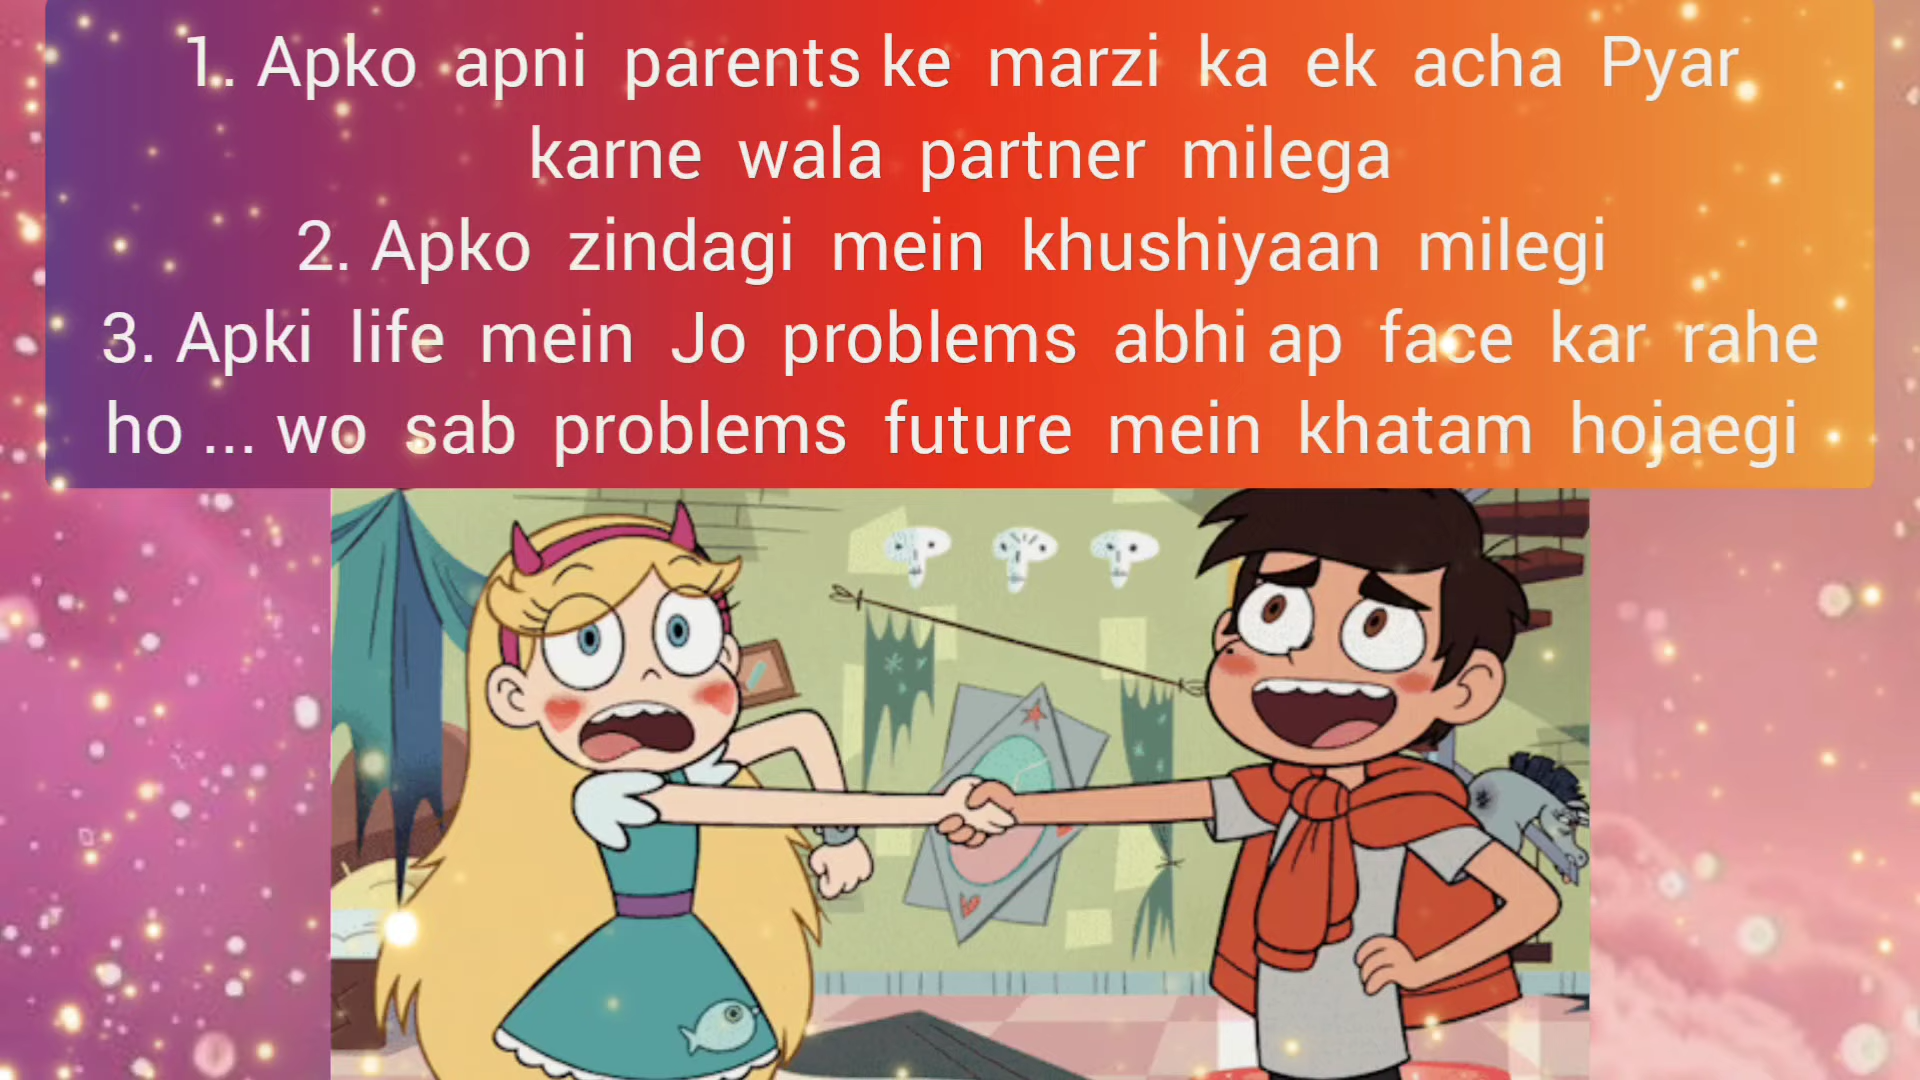 1. Apko apni parents ke marzi ka ek acha Pyar
karne wala partner milega
2. Apko zindagi mein khushiyaan milegi
3. Apki life mein Jo problems abhi ap face kar rahe
ho ... wo sab problems future mein khatam hojaegi